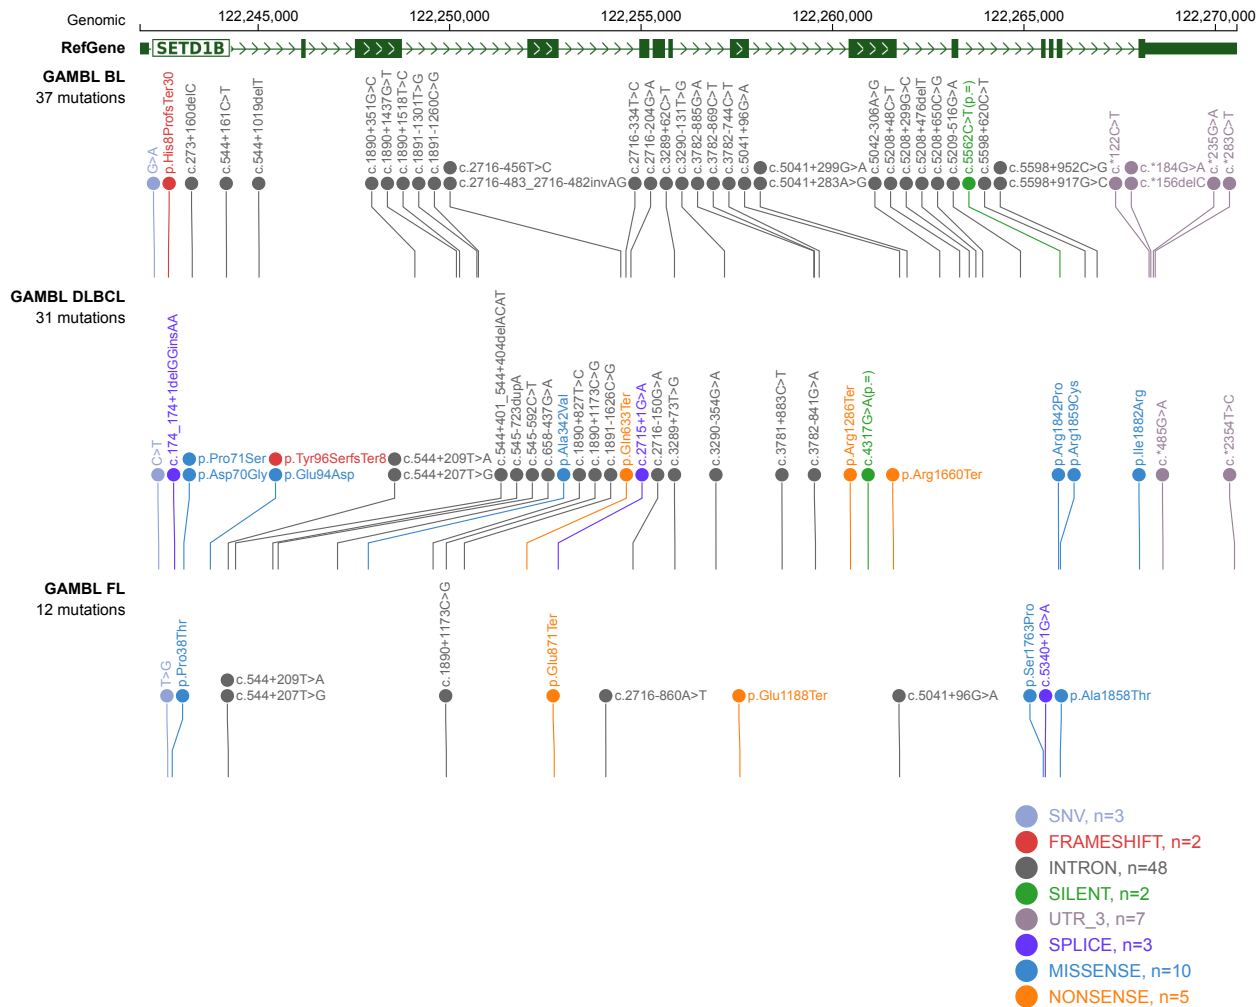 Genomic
122,245,000
122,250,000
122,255,000
122,260,000
122,265,000
122,270,000
RefGene
SETD1B
GAMBL BL
37 mutations
G>A
p.His8ProfsTer30
c.273+160delC
c.544+161C>T
c.544+1019delT
c.1890+351G>C
c.1890+1437G>T
c.1890+1518T>C
c.1891-1301T>G
c.1891-1260C>G
c.2716-456T>C
c.2716-483_2716-482invAG
c.2716-334T>C
c.2716-204G>A
c.3289+62C>T
c.3290-131T>G
c.3782-885G>A
c.3782-869C>T
c.3782-744C>T
c.5041+96G>A
c.5041+299G>A
c.5041+283A>G
c.5042-306A>G
c.5208+48C>T
c.5208+299G>C
c.5208+476delT
c.5208+650C>G
c.5209-516G>A
c.5562C>T(p.=)
c.5598+620C>T
c.5598+952C>G
c.5598+917G>C
c.*122C>T
c.*184G>A
c.*156delC
c.*235G>A
c.*283C>T
GAMBL DLBCL
31 mutations
C>T
c.174_174+1delGGinsAA
p.Pro71Ser
p.Asp70Gly
p.Tyr96SerfsTer8
p.Glu94Asp
c.544+209T>A
c.544+207T>G
c.544+401_544+404delACAT
c.545-723dupA
c.545-592C>T
c.658-437G>A
p.Ala342Val
c.1890+827T>C
c.1890+1173C>G
c.1891-1626C>G
p.Gln633Ter
c.2715+1G>A
c.2716-150G>A
c.3289+73T>G
c.3290-354G>A
c.3781+883C>T
c.3782-841G>A
p.Arg1286Ter
c.4317G>A(p.=)
p.Arg1660Ter
p.Arg1842Pro
p.Arg1859Cys
p.Ile1882Arg
c.*485G>A
c.*2354T>C
GAMBL FL
12 mutations
T>G
p.Pro38Thr
c.544+209T>A
c.544+207T>G
c.1890+1173C>G
p.Glu871Ter
c.2716-860A>T
p.Glu1188Ter
c.5041+96G>A
p.Ser1763Pro
c.5340+1G>A
p.Ala1858Thr
SNV, n=3
FRAMESHIFT, n=2
INTRON, n=48
SILENT, n=2
UTR_3, n=7
SPLICE, n=3
MISSENSE, n=10
NONSENSE, n=5